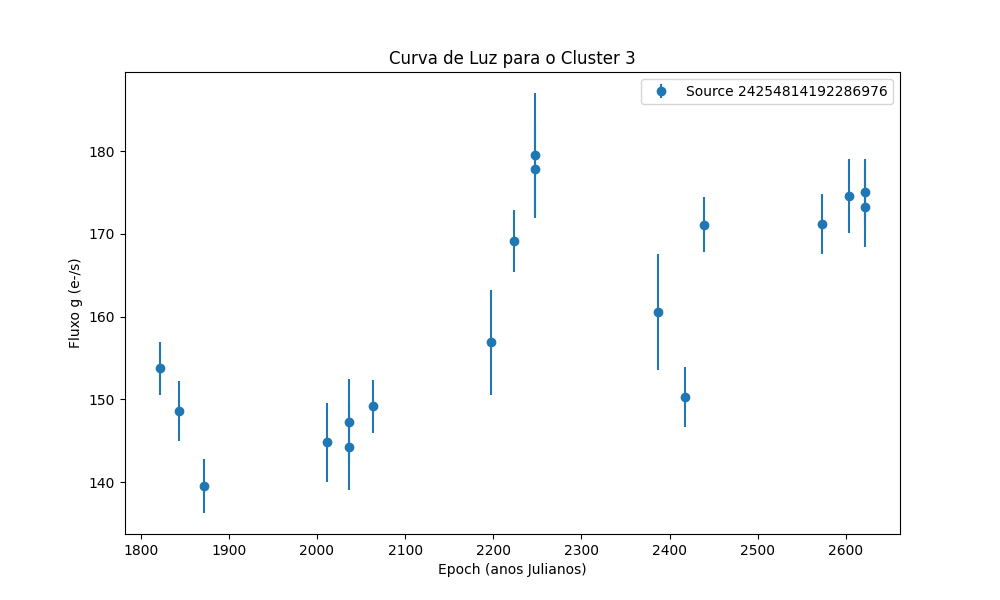 Curva de Luz para o Cluster 3
Source 24254814192286976
Fluxo g (e-/s)
180
170
160
150
140
1800 1900 2000 2100 2200 2300 2400 2500 2600
Epoch (anos Julianos)